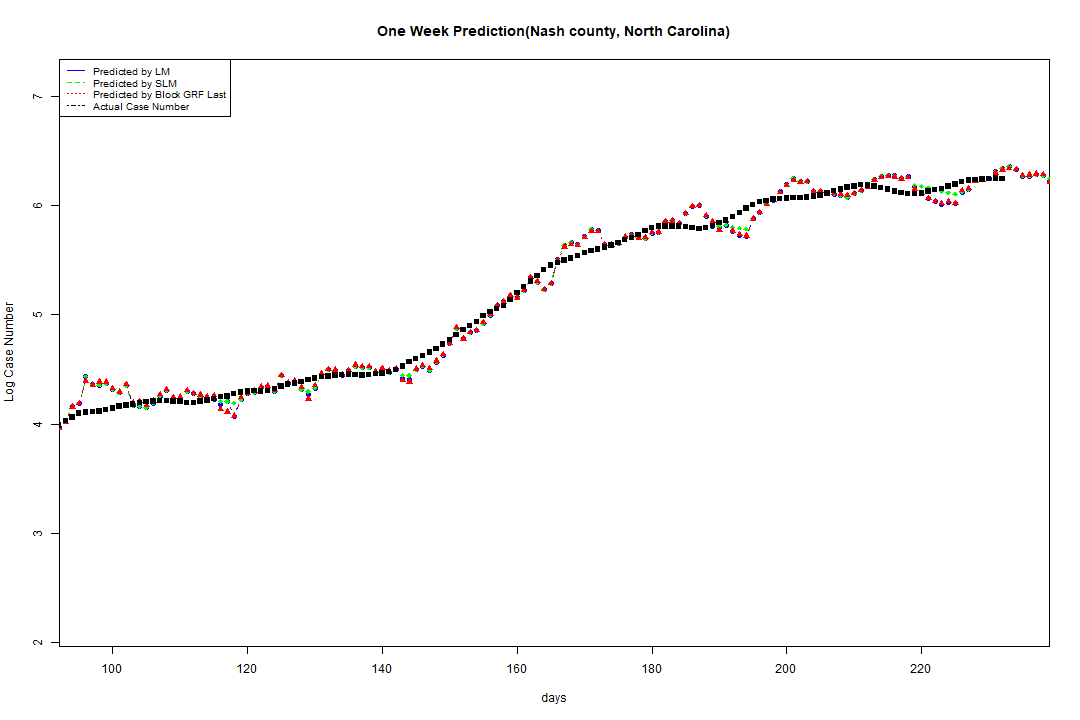 One Week Prediction(Nash county, North Carolina)
Predicted by LM
Predicted by SLM
Predicted by Block GRF Last
Actual Case Number
7
6
5
4
3
2
Log Case Number
100 120 140 160 180 200 220
days